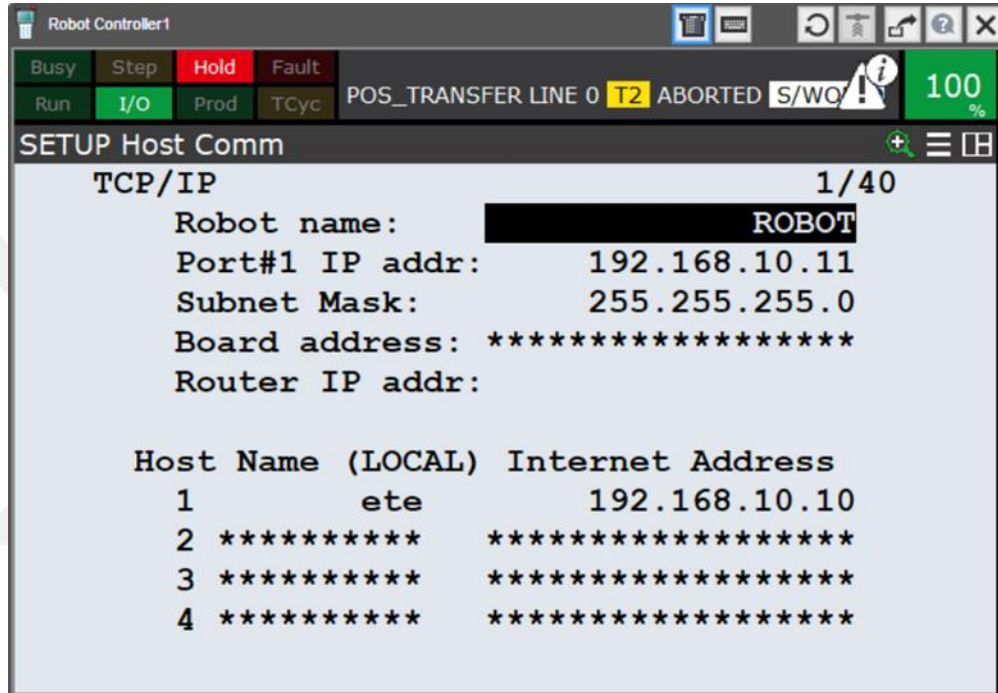 Robot Controller1
Busy Step Hold Fault
Run I/O Prod TCyc
POS_TRANSFER LINE 0 T2 ABORTED S/WO
100
%
SETUP Host Comm
TCP/IP 1/40
Robot name: ROBOT
Port#1 IP addr: 192.168.10.11
Subnet Mask: 255.255.255.0
Board address: ******************
Router IP addr:
Host Name (LOCAL) Internet Address
1 ete 192.168.10.10
2 ********** ******************
3 ********** ******************
4 ********** ******************